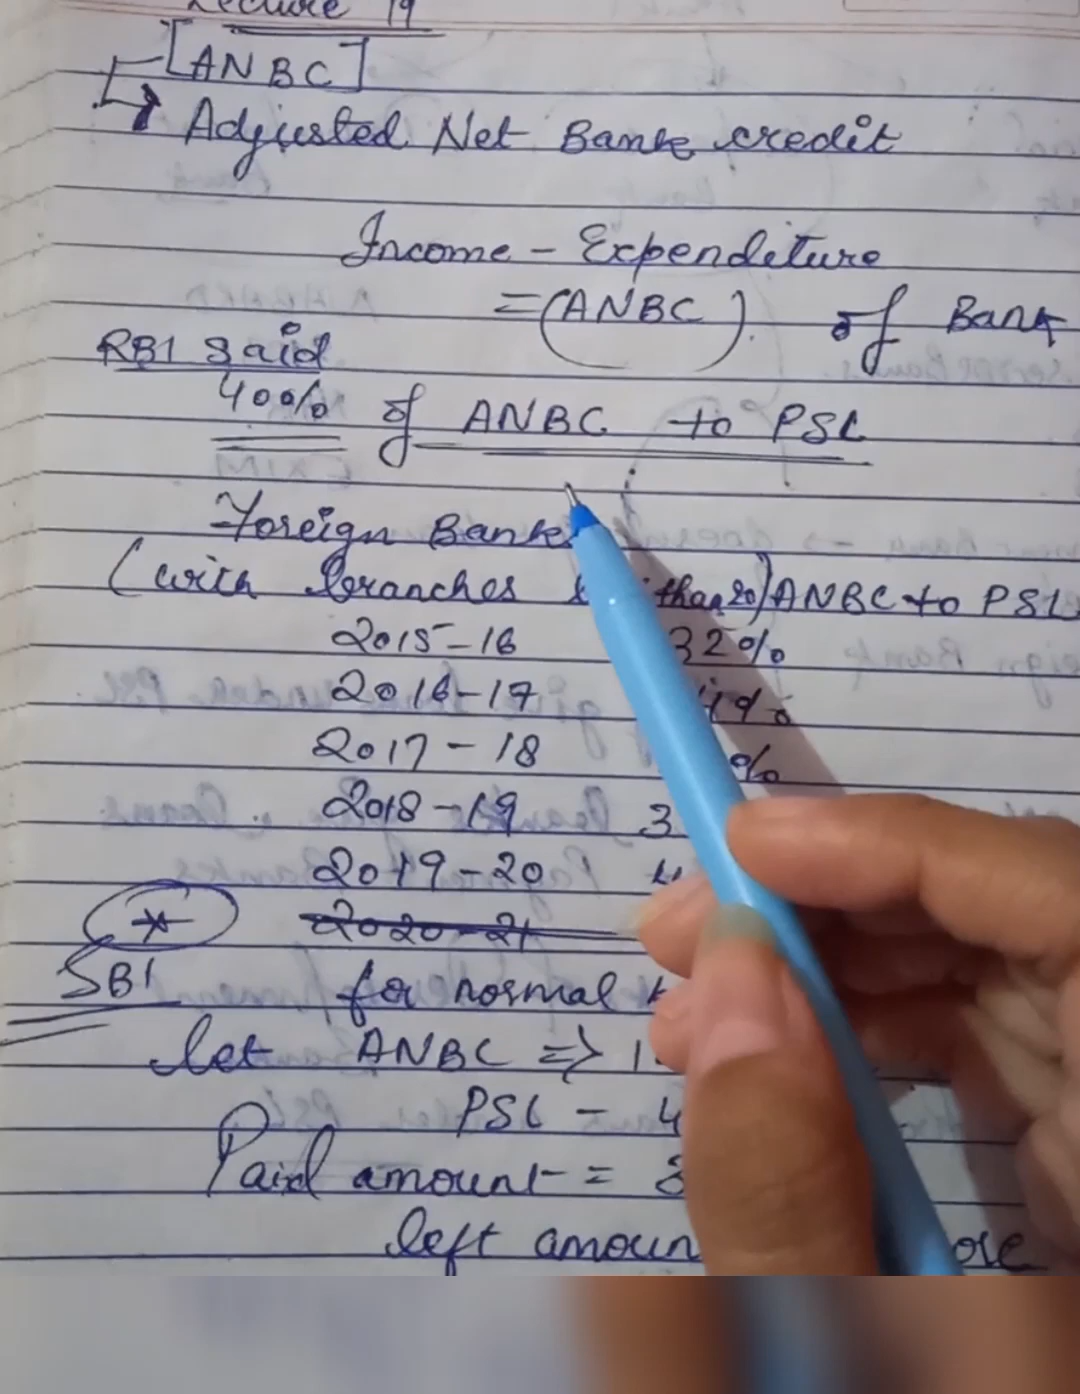 Lecture 19
[ANBC]
Adjusted Net Bank credit
Income - Expenditure
= (ANBC). of Bank
RBI said
40% of ANBC to PSL
Foreign Bank
(with branches than 20) ANBC to PSL
2015-16 32%
2016-17 %
2017-18 %
2018-19 3
2019-20 4
2020-21
SBI for normal
let ANBC => 1
PSL - 4
Paid amount = 3
left amoun ore